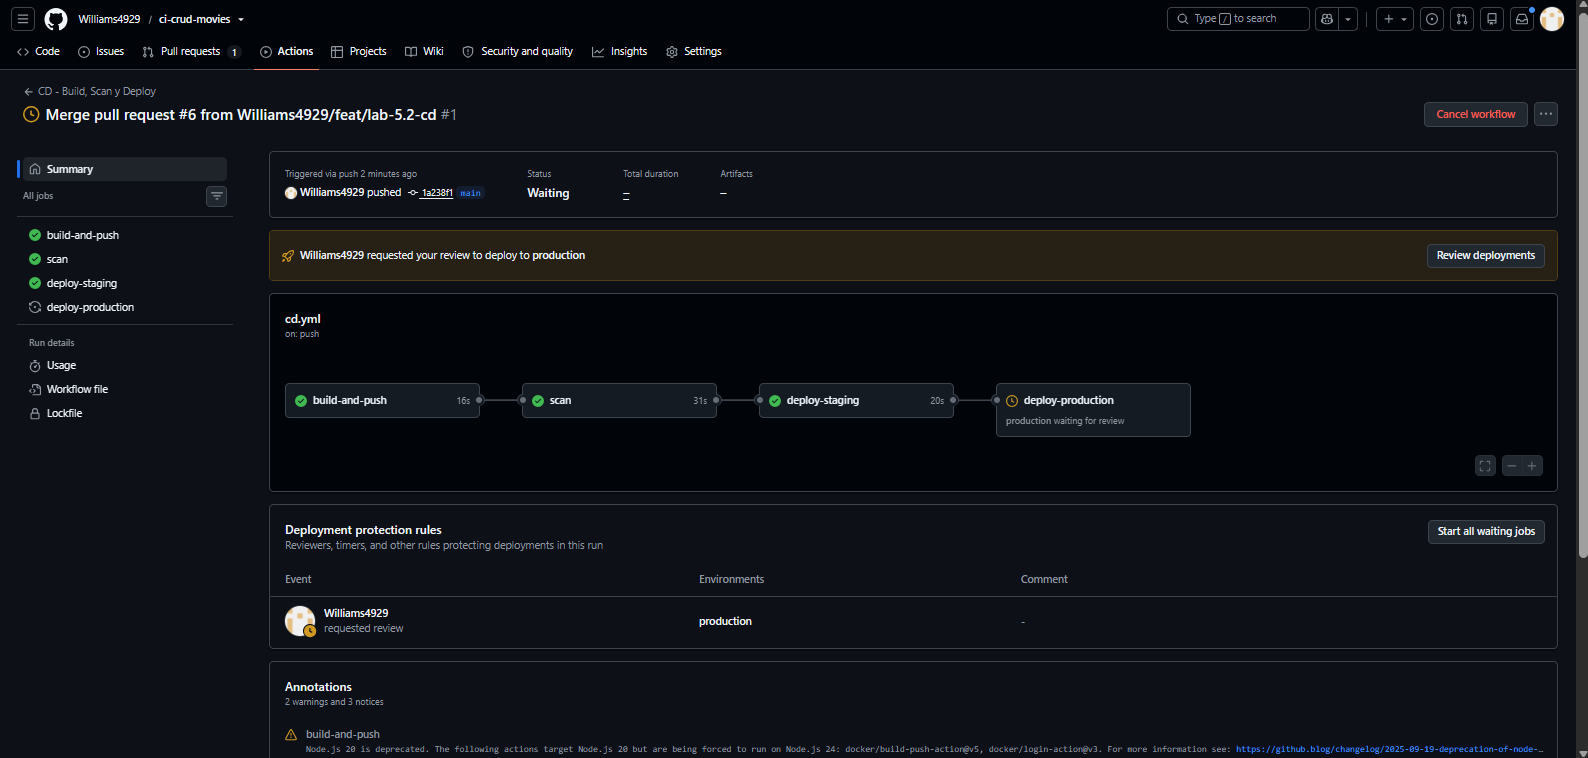 Williams4929 / ci-crud-movies
Type / to search
Code
Issues
Pull requests 1
Actions
Projects
Wiki
Security and quality
Insights
Settings
CD - Build, Scan y Deploy
Merge pull request #6 from Williams4929/feat/lab-5.2-cd #1
Cancel workflow
Summary
All jobs
build-and-push
scan
deploy-staging
deploy-production
Run details
Usage
Workflow file
Lockfile
Triggered via push 2 minutes ago
Williams4929 pushed 1a238f1 main
Status
Waiting
Total duration
–
Artifacts
–
Williams4929 requested your review to deploy to production
Review deployments
cd.yml
on: push
build-and-push 16s
scan 31s
deploy-staging 20s
deploy-production
production waiting for review
Deployment protection rules
Reviewers, timers, and other rules protecting deployments in this run
Start all waiting jobs
Event Environments Comment
Williams4929
requested review
production
-
Annotations
2 warnings and 3 notices
build-and-push
Node.js 20 is deprecated. The following actions target Node.js 20 but are being forced to run on Node.js 24: docker/build-push-action@v5, docker/login-action@v3. For more information see: https://github.blog/changelog/2025-09-19-deprecation-of-node-…